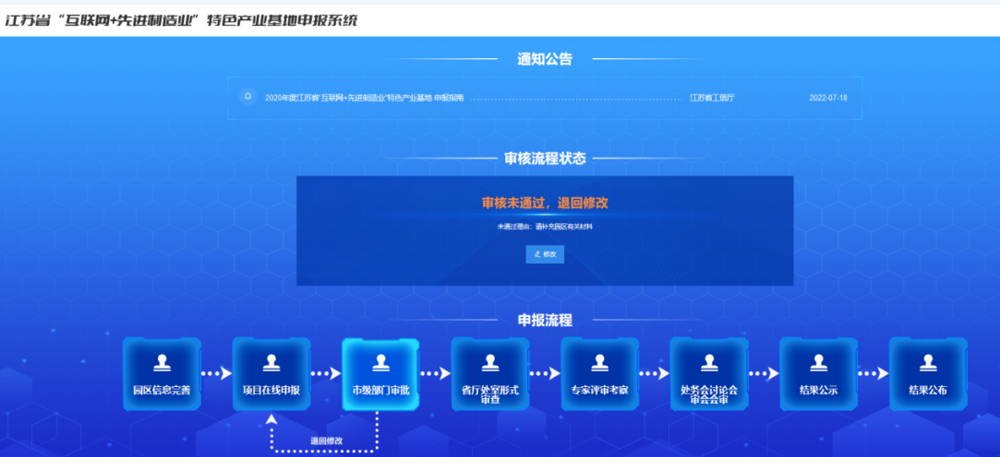 江苏省“互联网+先进制造业”特色产业基地申报系统
通知公告
2020年度江苏省“互联网+先进制造业”特色产业基地 申报指南 江苏省工信厅 2022-07-18
审核流程状态
审核未通过，退回修改
未通过理由：请补充园区有关材料
修改
申报流程
园区信息完善
项目在线申报
市级部门审批
省厅处室形式
审查
专家评审考察
处务会讨论会
审会会审
结果公示
结果公布
退回修改